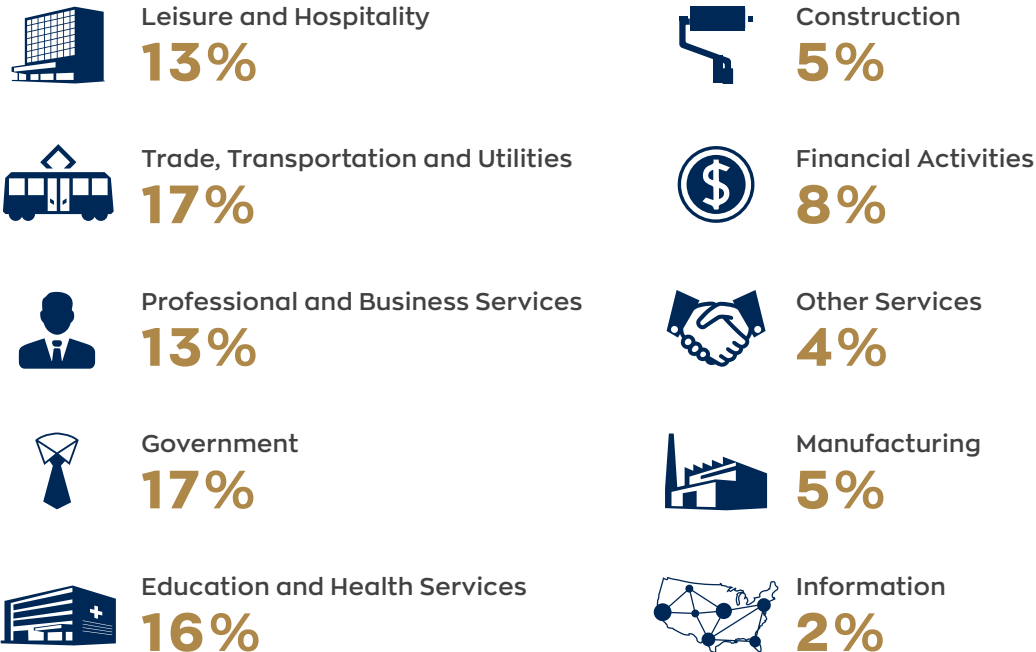 Leisure and Hospitality
13%
Trade, Transportation and Utilities
17%
Professional and Business Services
13%
Government
17%
Education and Health Services
16%
Construction
5%
Financial Activities
8%
Other Services
4%
Manufacturing
5%
Information
2%